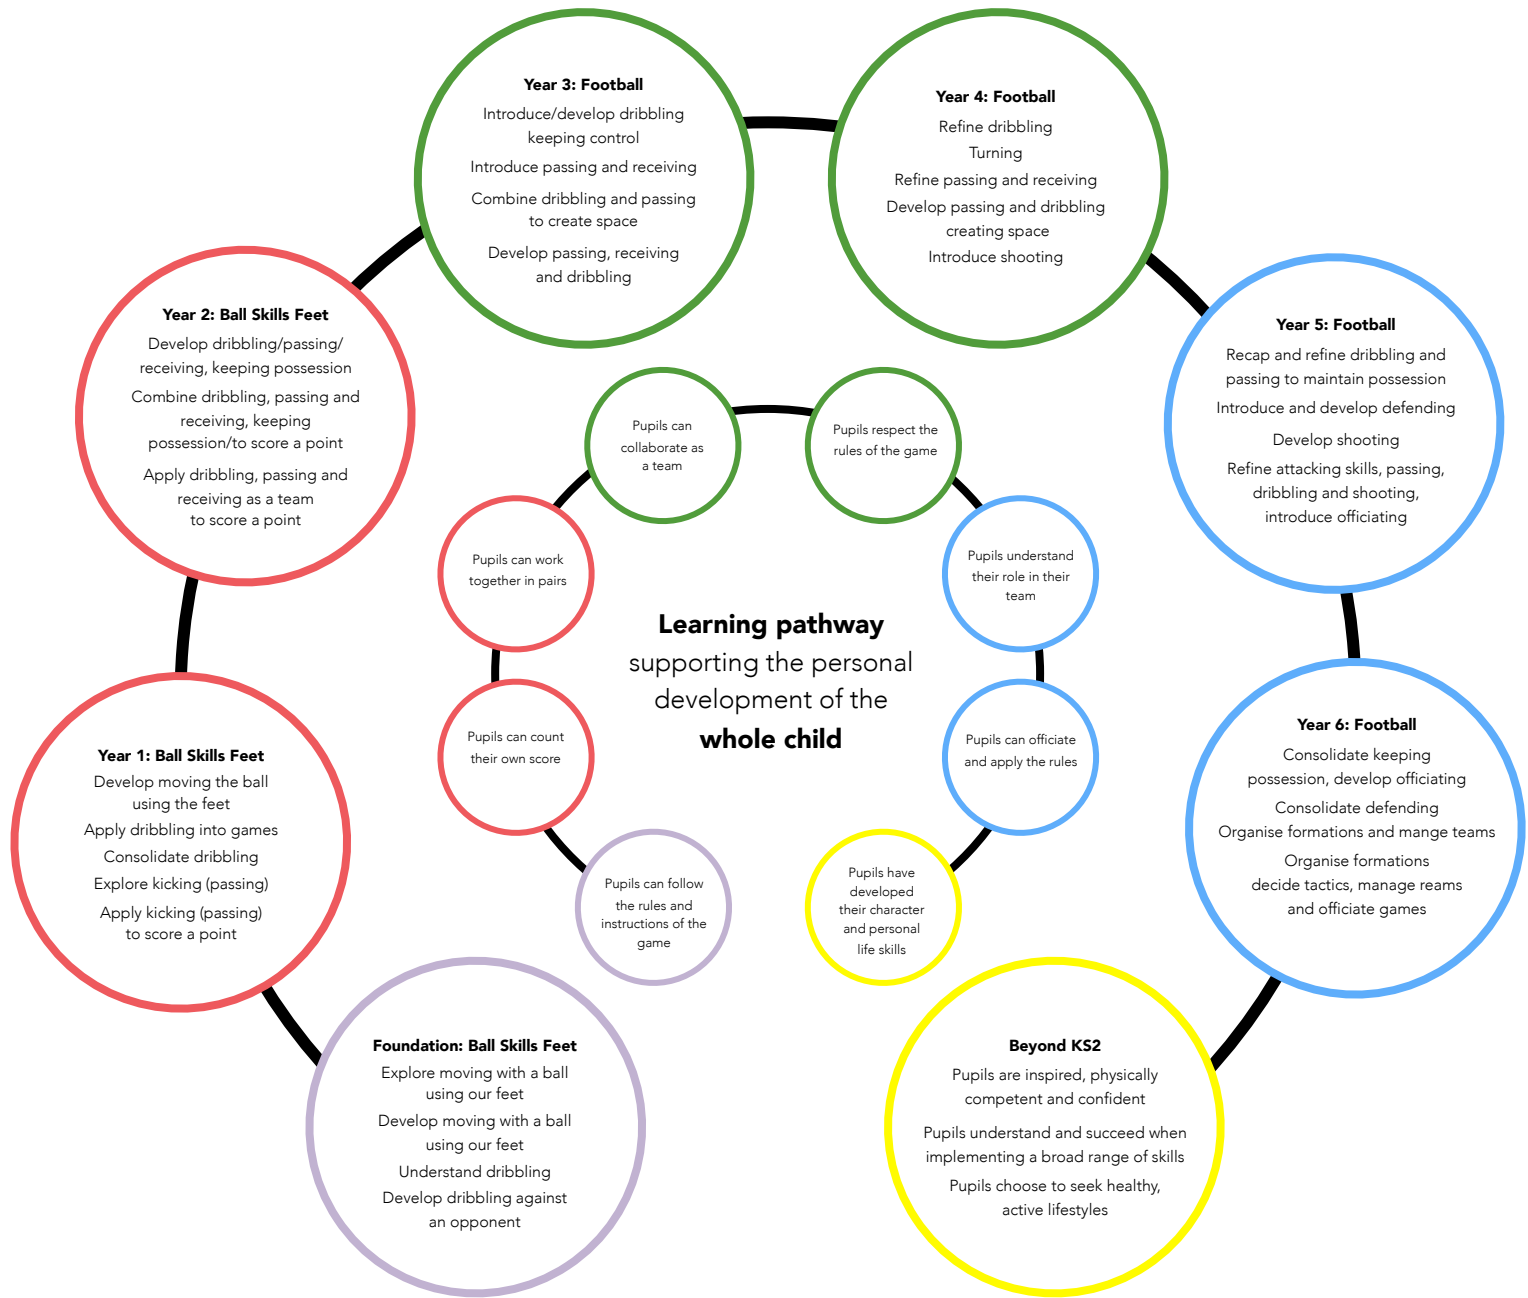 Year 3: Football
Introduce/develop dribbling
keeping control
Introduce passing and receiving
Combine dribbling and passing
to create space
Develop passing, receiving
and dribbling
Year 4: Football
Refine dribbling
Turning
Refine passing and receiving
Develop passing and dribbling
creating space
Introduce shooting
Year 2: Ball Skills Feet
Develop dribbling/passing/
receiving, keeping possession
Combine dribbling, passing and
receiving, keeping
possession/to score a point
Apply dribbling, passing and
receiving as a team
to score a point
Year 5: Football
Recap and refine dribbling and
passing to maintain possession
Introduce and develop defending
Develop shooting
Refine attacking skills, passing,
dribbling and shooting,
introduce officiating
Pupils can
collaborate as
a team
Pupils respect the
rules of the game
Pupils can work
together in pairs
Pupils understand
their role in their
team
Learning pathway
supporting the personal
development of the
whole child
Pupils can count
their own score
Pupils can officiate
and apply the rules
Year 1: Ball Skills Feet
Develop moving the ball
using the feet
Apply dribbling into games
Consolidate dribbling
Explore kicking (passing)
Apply kicking (passing)
to score a point
Year 6: Football
Consolidate keeping
possession, develop officiating
Consolidate defending
Organise formations and mange teams
Organise formations
decide tactics, manage reams
and officiate games
Pupils can follow
the rules and
instructions of the
game
Pupils have
developed
their character
and personal
life skills
Foundation: Ball Skills Feet
Explore moving with a ball
using our feet
Develop moving with a ball
using our feet
Understand dribbling
Develop dribbling against
an opponent
Beyond KS2
Pupils are inspired, physically
competent and confident
Pupils understand and succeed when
implementing a broad range of skills
Pupils choose to seek healthy,
active lifestyles